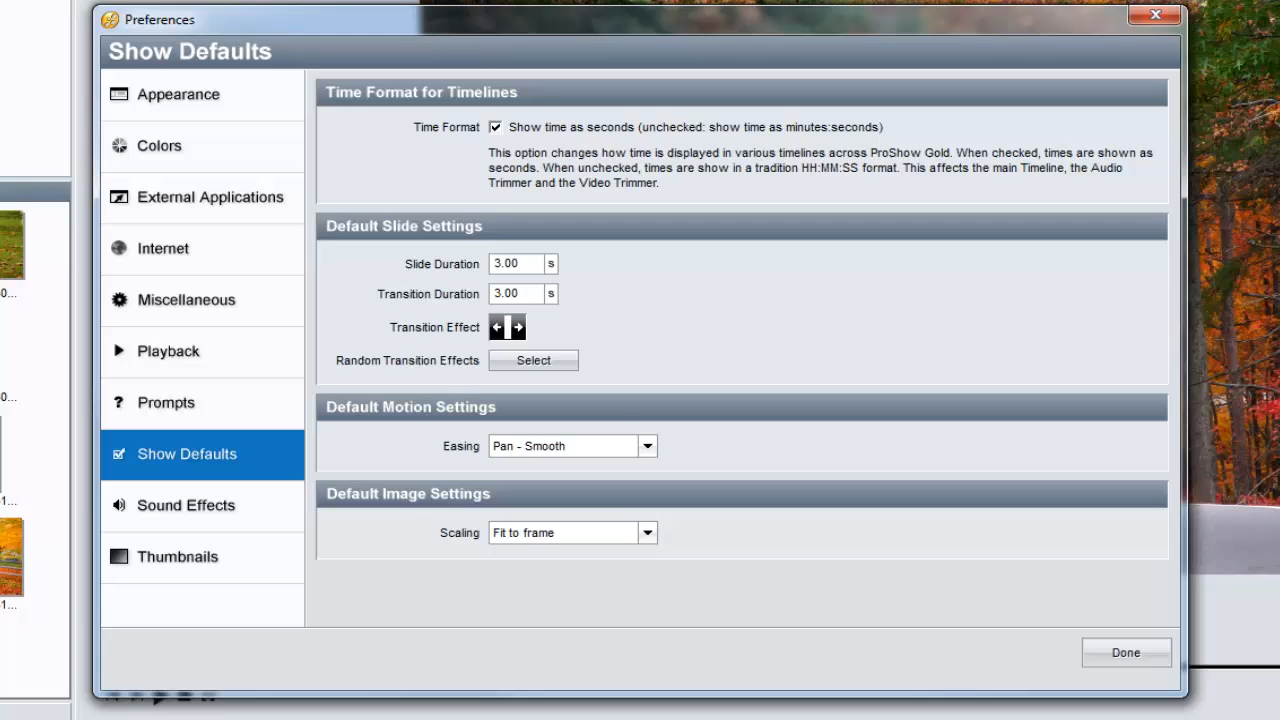 Preferences
Show Defaults
Appearance
Colors
External Applications
Internet
Miscellaneous
Playback
Prompts
Show Defaults
Sound Effects
Thumbnails
Time Format for Timelines
Time Format Show time as seconds (unchecked: show time as minutes:seconds)
This option changes how time is displayed in various timelines across ProShow Gold. When checked, times are shown as
seconds. When unchecked, times are show in a tradition HH:MM:SS format. This affects the main Timeline, the Audio
Trimmer and the Video Trimmer.
Default Slide Settings
Slide Duration 3.00 s
Transition Duration 3.00 s
Transition Effect
Random Transition Effects Select
Default Motion Settings
Easing Pan - Smooth
Default Image Settings
Scaling Fit to frame
Done
0...
0...
1...
1...